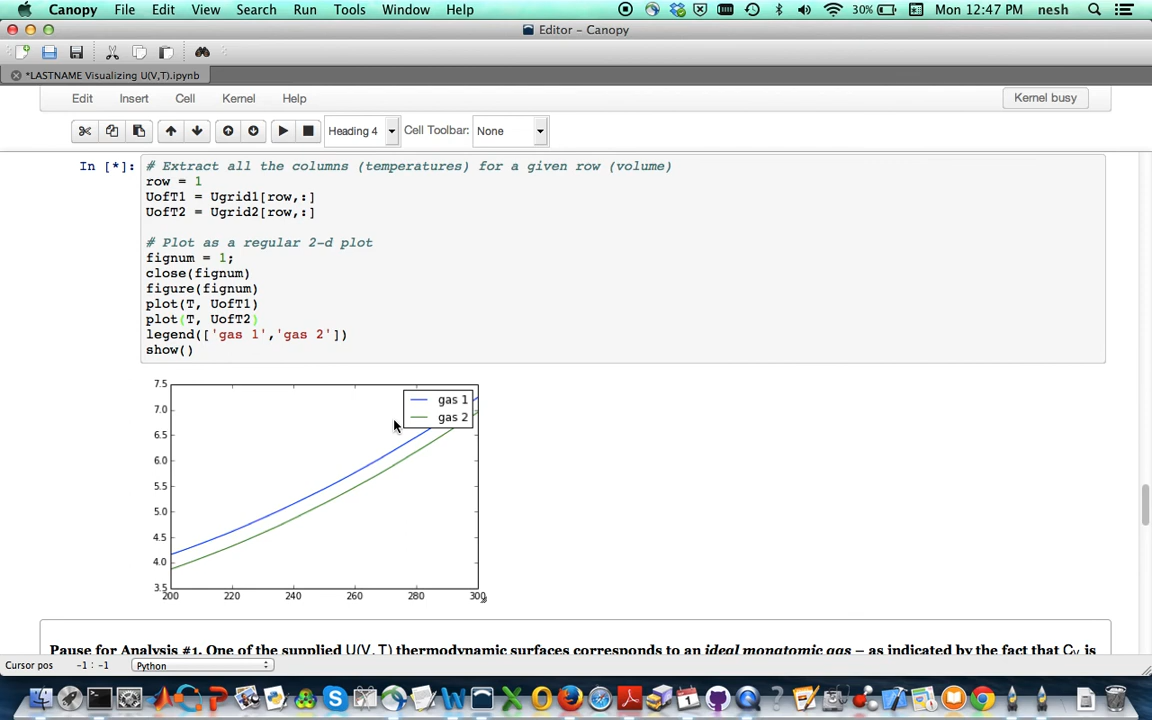 Canopy File Edit View Search Run Tools Window Help 30% Mon 12:47 PM nesh
Editor – Canopy
*LASTNAME Visualizing U(V,T).ipynb
Edit Insert Cell Kernel Help Kernel busy
Heading 4 Cell Toolbar: None
In [*]: # Extract all the columns (temperatures) for a given row (volume)
row = 1
UofT1 = Ugrid1[row,:]
UofT2 = Ugrid2[row,:]
# Plot as a regular 2-d plot
fignum = 1;
close(fignum)
figure(fignum)
plot(T, UofT1)
plot(T, UofT2)
legend(['gas 1','gas 2'])
show()
7.5
7.0
6.5
6.0
5.5
5.0
4.5
4.0
3.5
gas 1
gas 2
200 220 240 260 280 300
Pause for Analysis #1. One of the supplied U(V,T) thermodynamic surfaces corresponds to an ideal monatomic gas – as indicated by the fact that CV is
Cursor pos -1 : -1 Python